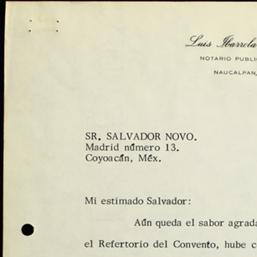 Luis Ibarrola
NOTARIO PUBLI
NAUCALPAN,
SR. SALVADOR NOVO.
Madrid número 13.
Coyoacán, Méx.
Mi estimado Salvador:
Aún queda el sabor agrada
el Refertorio del Convento, hube c